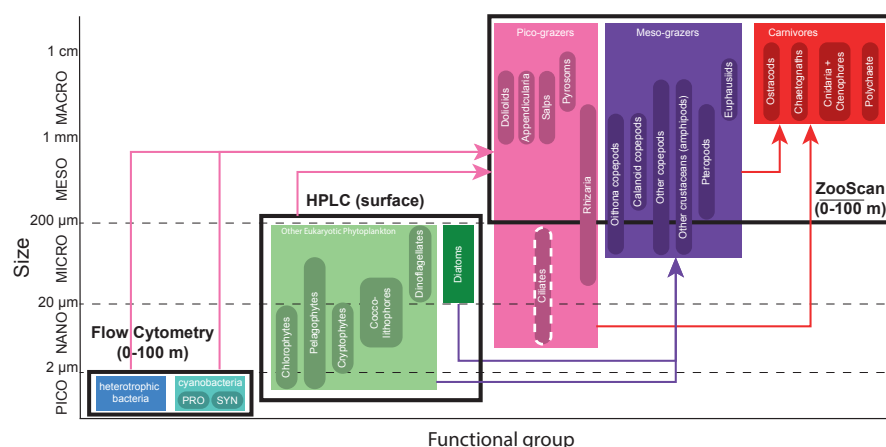 Size
PICO
NANO
MICRO
MESO
MACRO
1 cm
1 mm
200 µm
20 µm
2 µm
Flow Cytometry
(0-100 m)
heterotrophic
bacteria
cyanobacteria
PRO
SYN
HPLC (surface)
Other Eukaryotic Phytoplankton
Chlorophytes
Pelagophytes
Cryptophytes
Cocco-
lithophores
Dinoflagellates
Diatoms
Pico-grazers
Doliolids
Appendicularia
Salps
Pyrosoms
Rhizaria
Ciliates
Meso-grazers
Oithona copepods
Calanoid copepods
Other copepods
Other crustaceans (amphipods)
Pteropods
Euphausiids
Carnivores
Ostracods
Chaetognaths
Cnidaria +
Ctenophores
Polychaete
ZooScan
(0-100 m)
Functional group